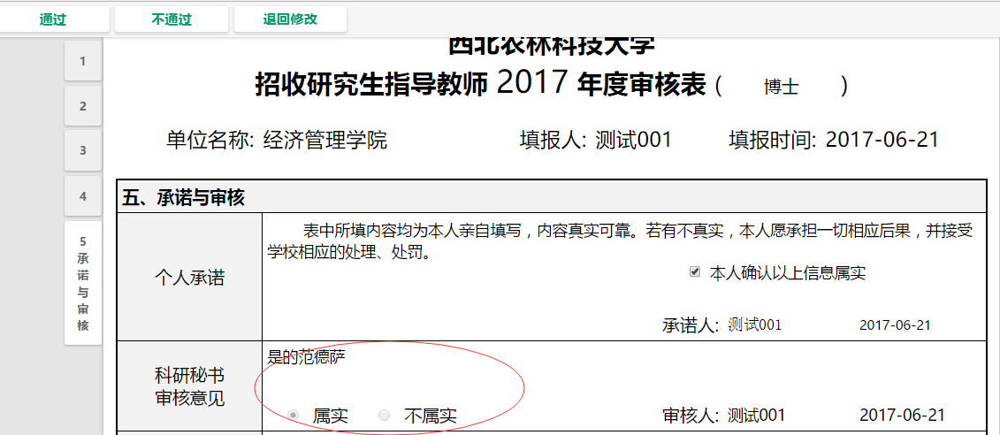 通过 不通过 退回修改
西北农林科技大学
招收研究生指导教师 2017 年度审核表 ( 博士 )
单位名称: 经济管理学院 填报人: 测试001 填报时间: 2017-06-21
1
2
3
4
5
承
诺
与
审
核
五、承诺与审核
个人承诺
表中所填内容均为本人亲自填写，内容真实可靠。若有不真实，本人愿承担一切相应后果，并接受
学校相应的处理、处罚。
本人确认以上信息属实
承诺人: 测试001 2017-06-21
科研秘书
审核意见
是的范德萨
属实 不属实 审核人: 测试001 2017-06-21